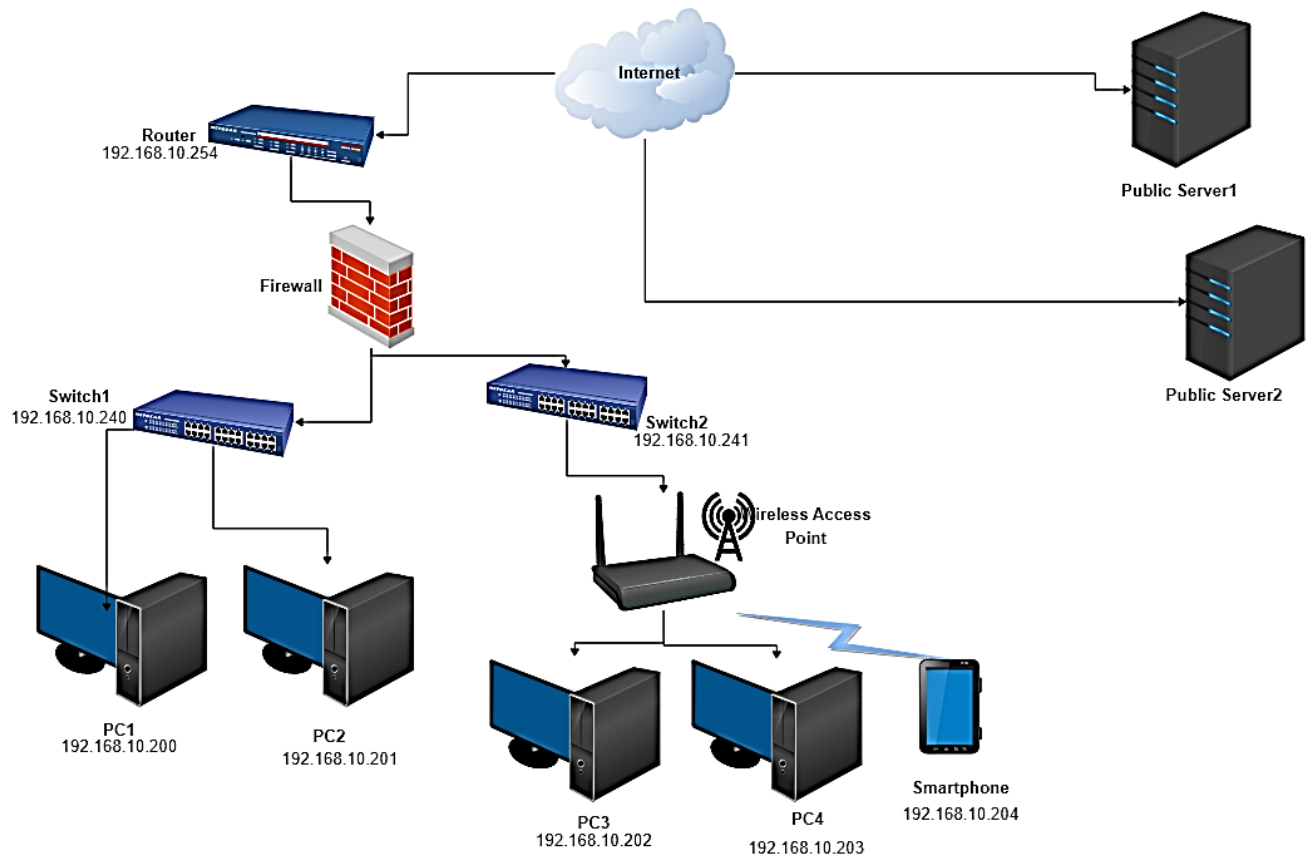 Internet
Router
192.168.10.254
Public Server1
Firewall
Public Server2
Switch1
192.168.10.240
Switch2
192.168.10.241
Wireless Access
Point
PC1
192.168.10.200
PC2
192.168.10.201
PC3
192.168.10.202
PC4
192.168.10.203
Smartphone
192.168.10.204